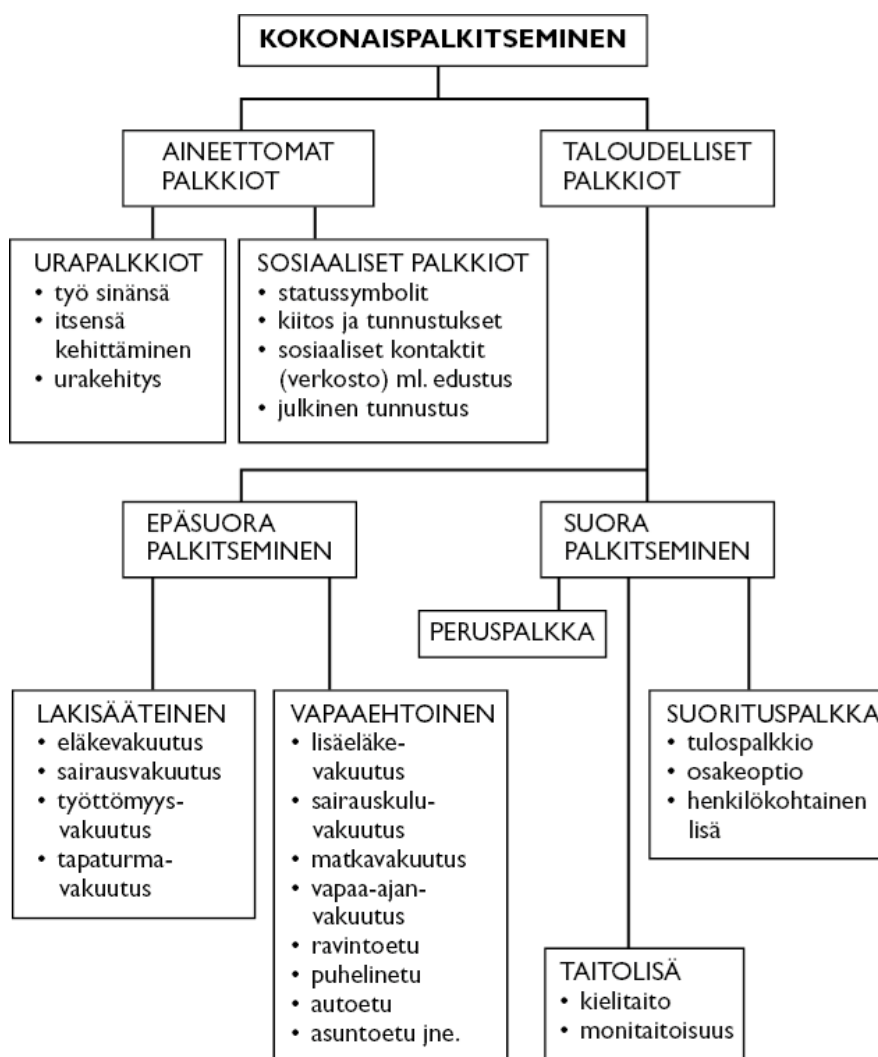 KOKONAISPALKITSEMINEN
AINEETTOMAT
PALKKIOT
TALOUDELLISET
PALKKIOT
URAPALKKIOT
• työ sinänsä
• itsensä
kehittäminen
• urakehitys
SOSIAALISET PALKKIOT
• statussymbolit
• kiitos ja tunnustukset
• sosiaaliset kontaktit
(verkosto) ml. edustus
• julkinen tunnustus
EPÄSUORA
PALKITSEMINEN
SUORA
PALKITSEMINEN
PERUSPALKKA
LAKISÄÄTEINEN
• eläkevakuutus
• sairausvakuutus
• työttömyys-
vakuutus
• tapaturma-
vakuutus
VAPAAEHTOINEN
• lisäeläke-
vakuutus
• sairauskulu-
vakuutus
• matkavakuutus
• vapaa-ajan-
vakuutus
• ravintoetu
• puhelinetu
• autoetu
• asuntoetu jne.
SUORITUSPALKKA
• tulospalkkio
• osakeoptio
• henkilökohtainen
lisä
TAITOLISÄ
• kielitaito
• monitaitoisuus